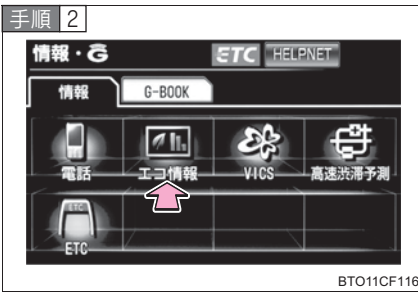 手順 2
情報・G ETC HELPNET
情報 G-BOOK
電話 エコ情報 VICS 高速渋滞予測
ETC
ETC
BTO11CF116